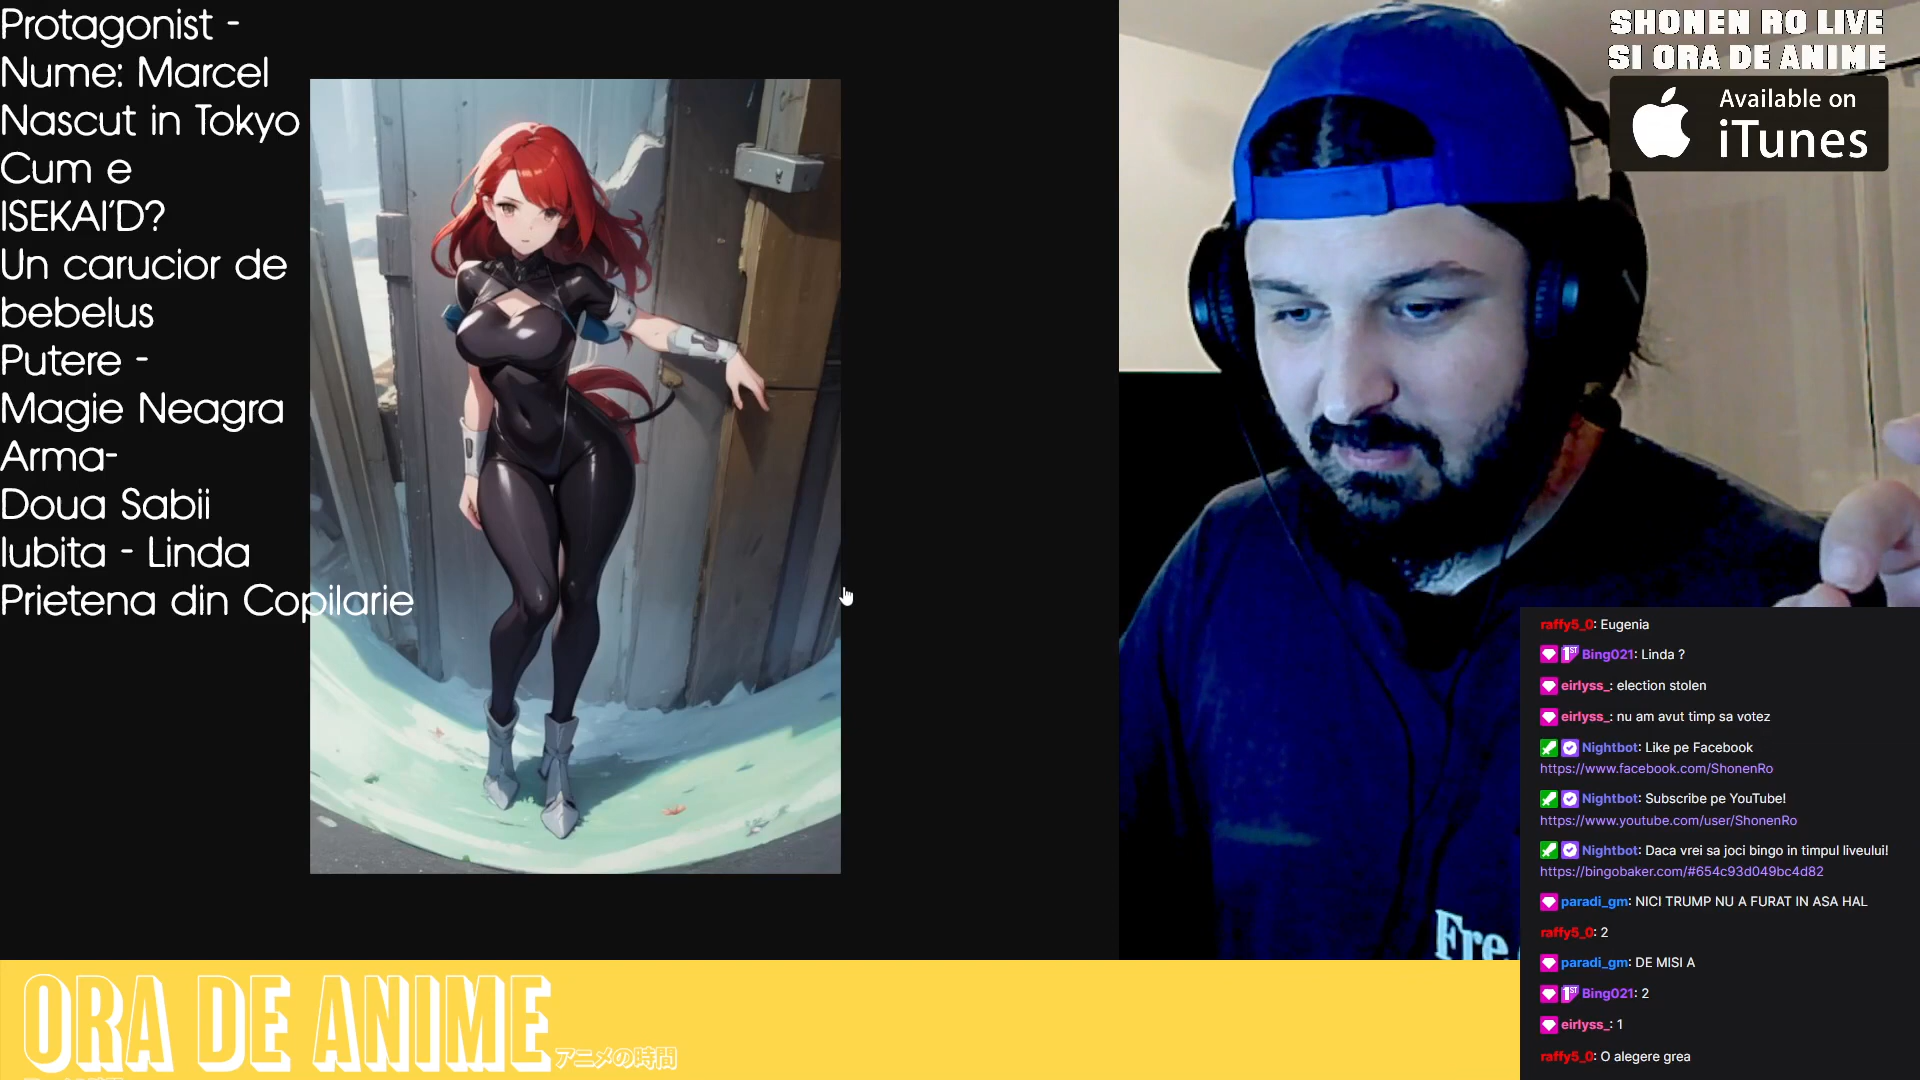 Protagonist -
Nume: Marcel
Nascut in Tokyo
Cum e
ISEKAI'D?
Un carucior de
bebelus
Putere -
Magie Neagra
Arma-
Doua Sabii
Iubita - Linda
Prietena din Copilarie
SHONEN RO LIVE
SI ORA DE ANIME
Available on
iTunes
Fre
raffy5_0: Eugenia
1ST Bing021: Linda ?
eirlyss_: election stolen
eirlyss_: nu am avut timp sa votez
Nightbot: Like pe Facebook
https://www.facebook.com/ShonenRo
Nightbot: Subscribe pe YouTube!
https://www.youtube.com/user/ShonenRo
Nightbot: Daca vrei sa joci bingo in timpul liveului!
https://bingobaker.com/#654c93d049bc4d82
paradi_gm: NICI TRUMP NU A FURAT IN ASA HAL
raffy5_0: 2
paradi_gm: DE MISI A
1ST Bing021: 2
eirlyss_: 1
raffy5_0: O alegere grea
ORA DE ANIME
アニメの時間